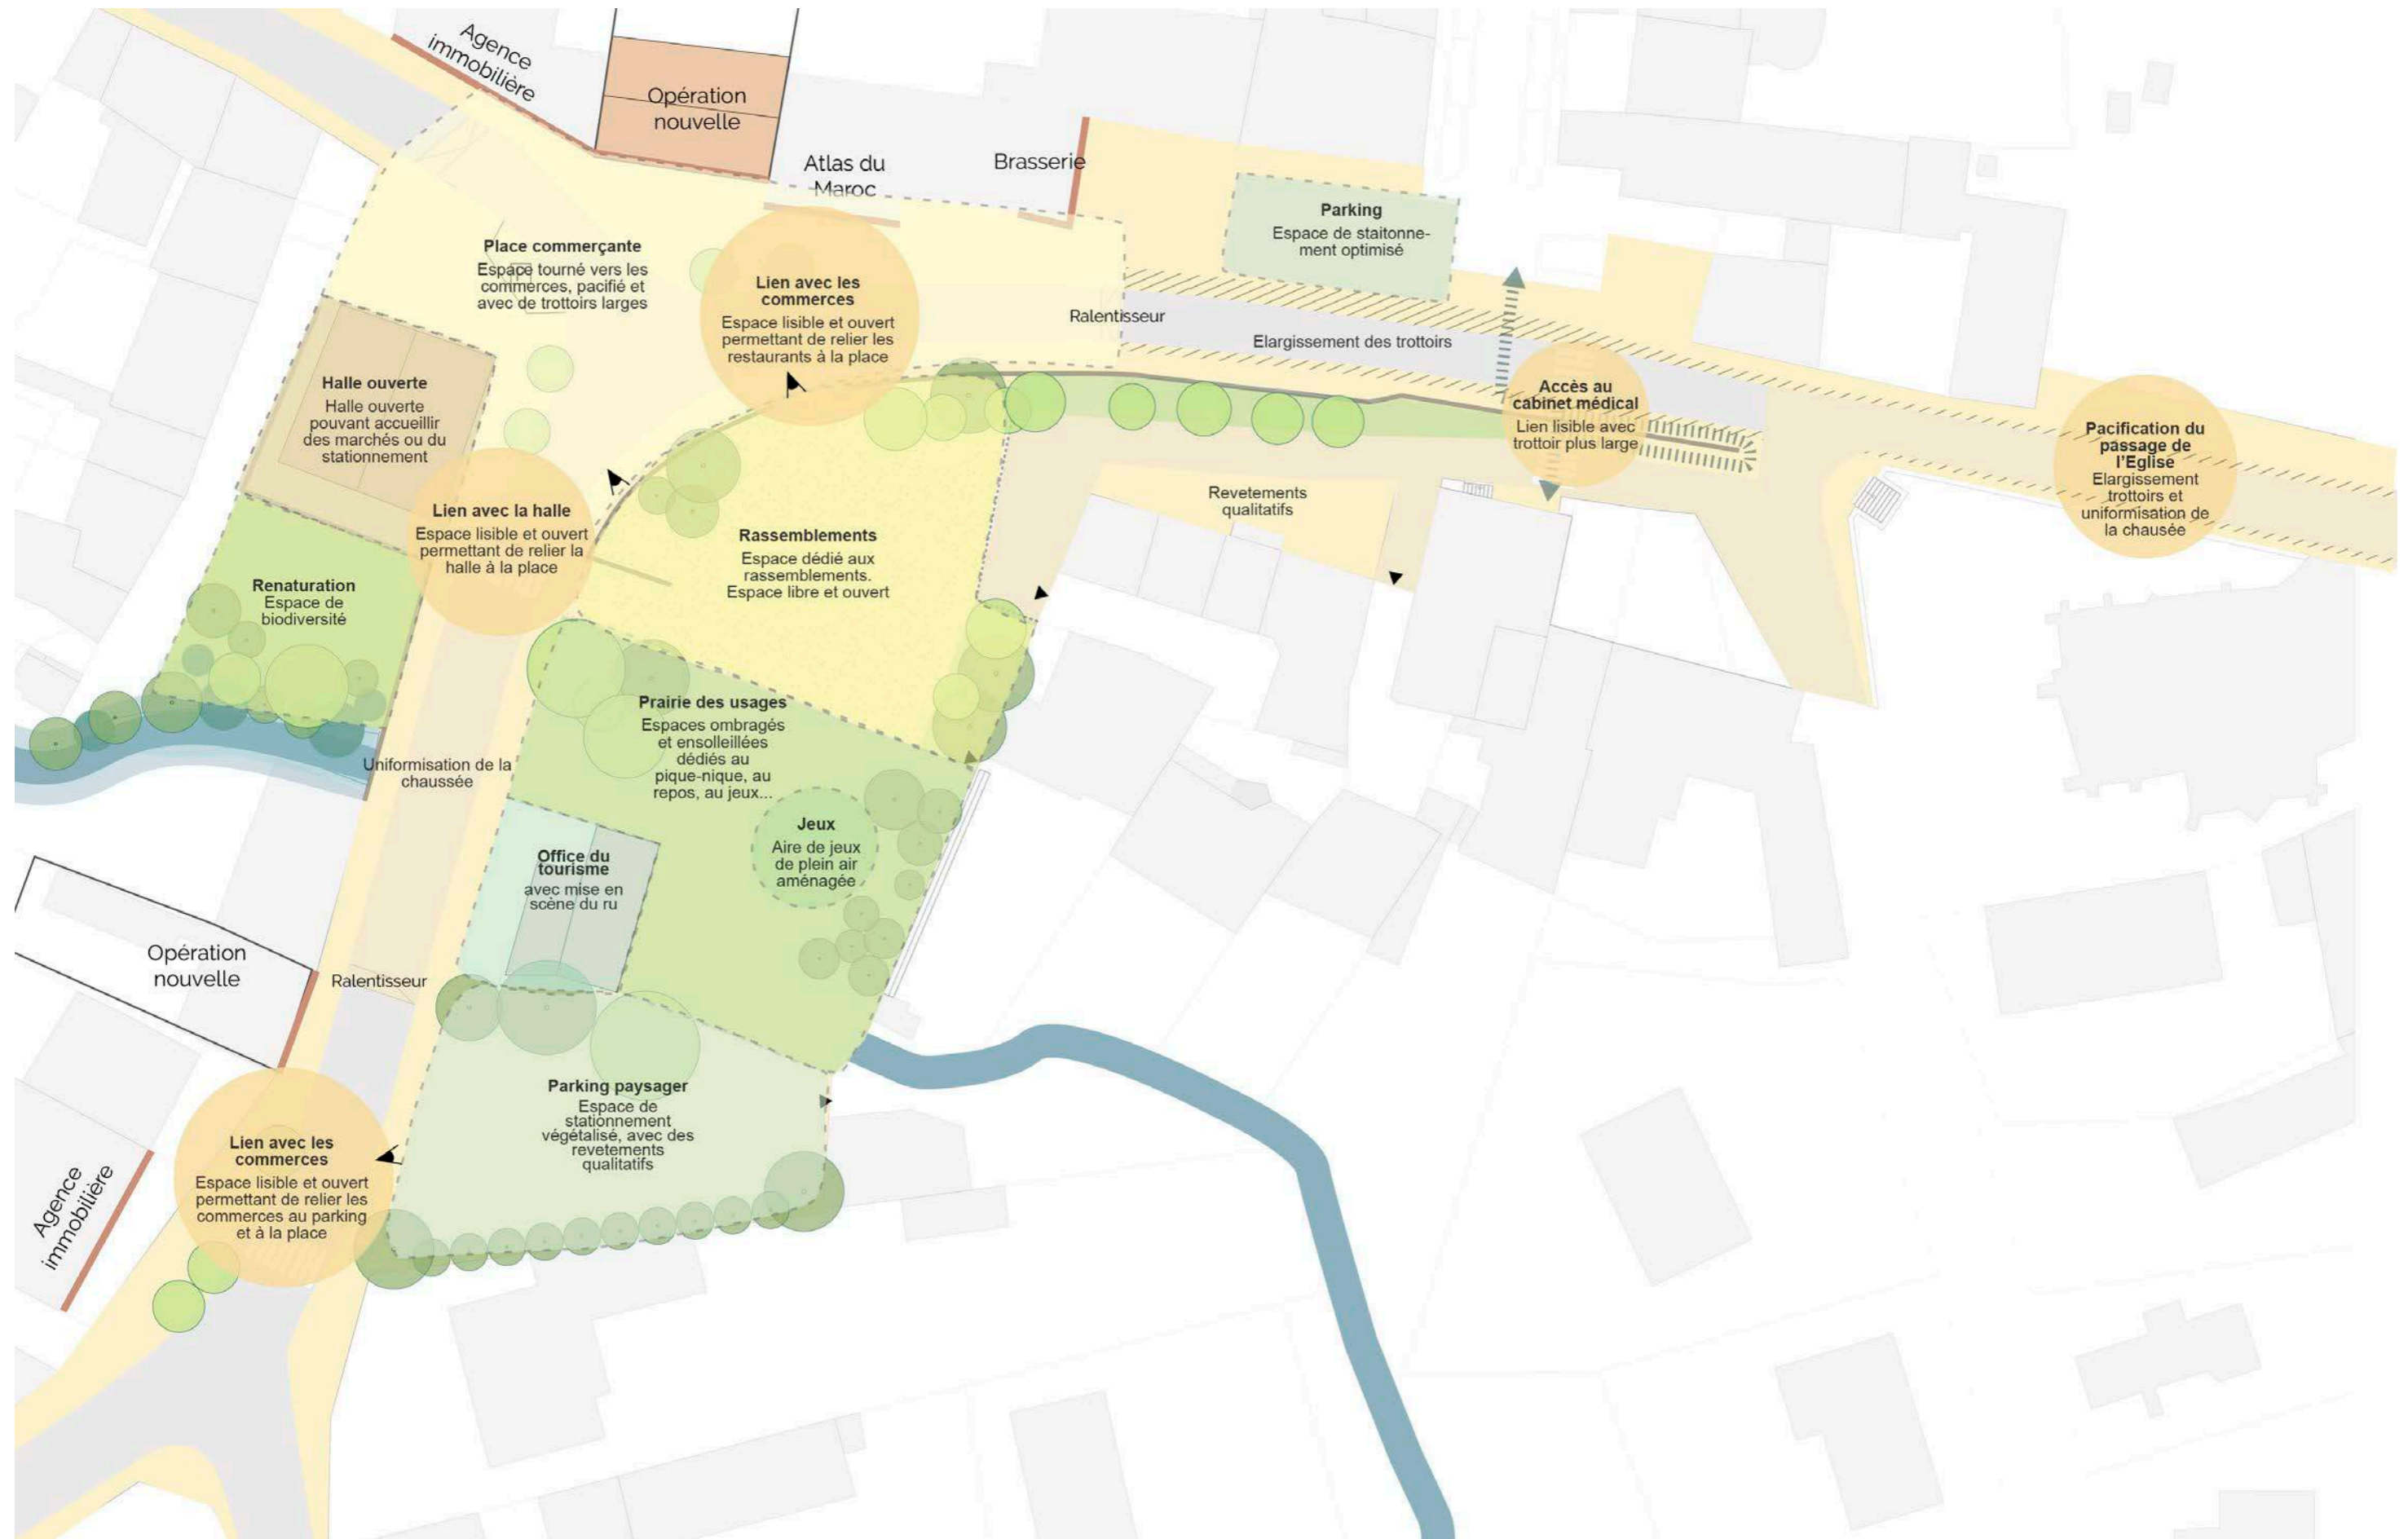 Agence
immobilière
Opération
nouvelle
Atlas du
Maroc
Brasserie
Parking
Espace de staitonne-
ment optimisé
Place commerçante
Espace tourné vers les
commerces, pacifié et
avec de trottoirs larges
Lien avec les
commerces
Espace lisible et ouvert
permettant de relier les
restaurants à la place
Ralentisseur
Elargissement des trottoirs
Halle ouverte
Halle ouverte
pouvant accueillir
des marchés ou du
stationnement
Accès au
cabinet médical
Lien lisible avec
trottoir plus large
Pacification du
passage de
l'Eglise
Elargissement
trottoirs et
uniformisation de
la chausée
Lien avec la halle
Espace lisible et ouvert
permettant de relier la
halle à la place
Revetements
qualitatifs
Rassemblements
Espace dédié aux
rassemblements.
Espace libre et ouvert
Renaturation
Espace de
biodiversité
Prairie des usages
Espaces ombragés
et ensolleillées
dédiés au
pique-nique, au
repos, au jeux...
Uniformisation de la
chaussée
Jeux
Aire de jeux
de plein air
aménagée
Office du
tourisme
avec mise en
scène du ru
Opération
nouvelle
Ralentisseur
Parking paysager
Espace de
stationnement
végétalisé, avec des
revetements
qualitatifs
Lien avec les
commerces
Espace lisible et ouvert
permettant de relier les
commerces au parking
et à la place
Agence
immobilière